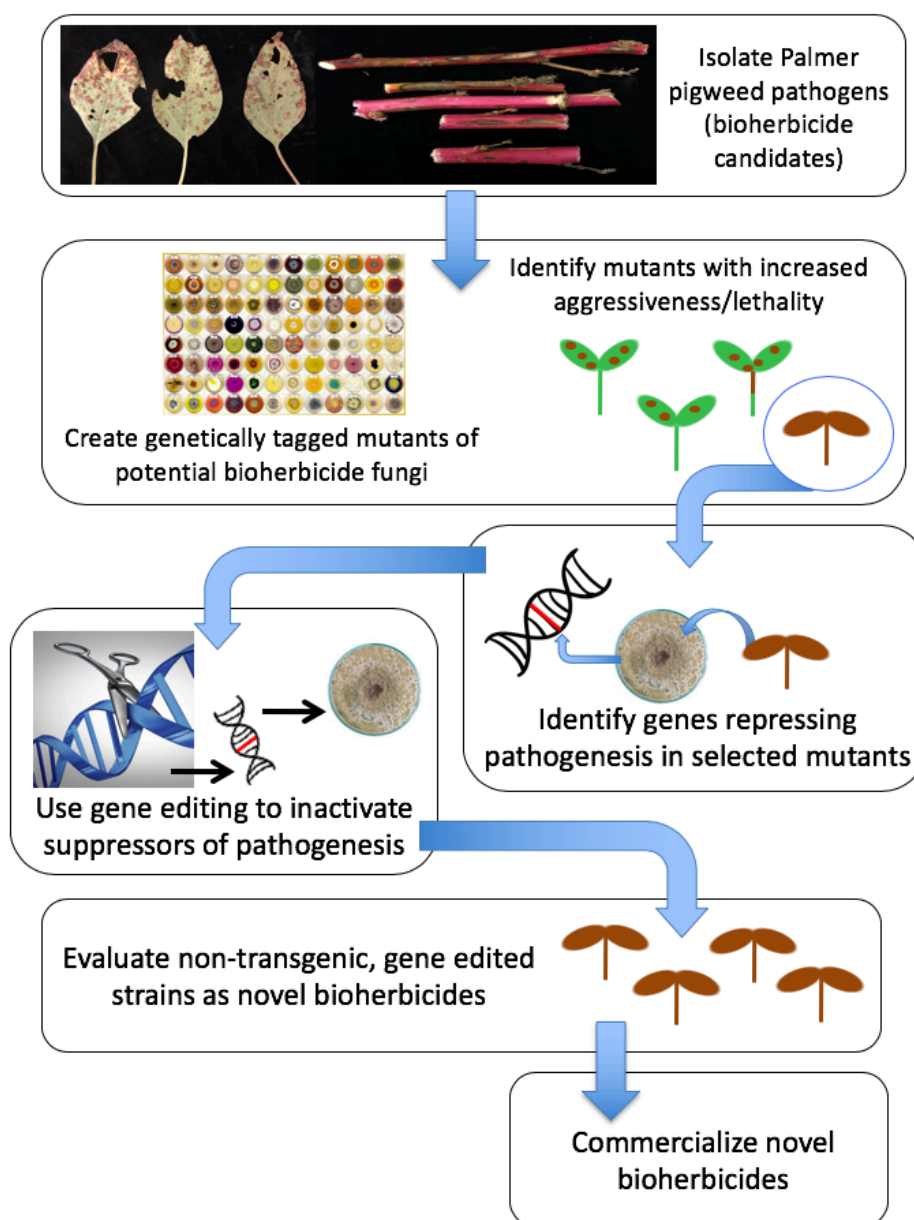 Isolate Palmer
pigweed pathogens
(bioherbicide
candidates)
Identify mutants with increased
aggressiveness/lethality
Create genetically tagged mutants of
potential bioherbicide fungi
Identify genes repressing
pathogenesis in selected mutants
Use gene editing to inactivate
suppressors of pathogenesis
Evaluate non-transgenic, gene edited
strains as novel bioherbicides
Commercialize novel
bioherbicides